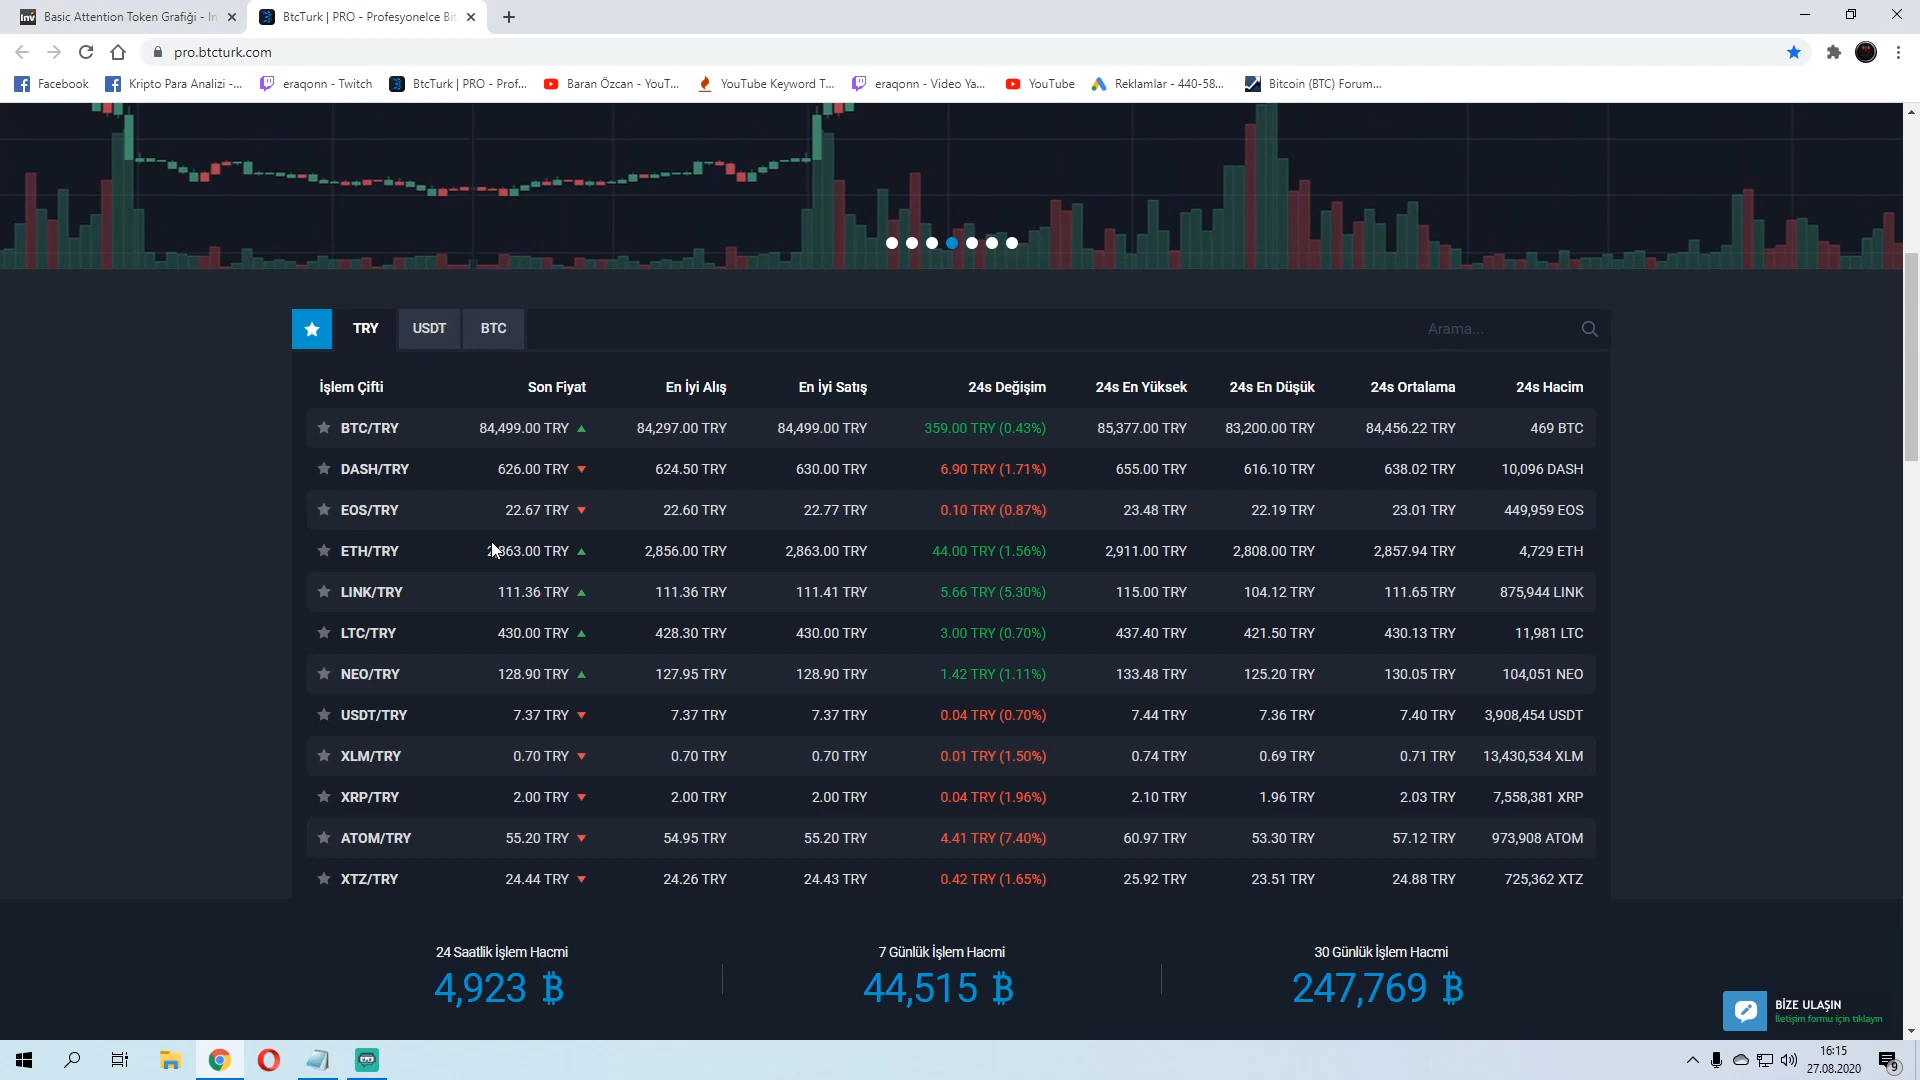 Basic Attention Token Grafiği - In
BtcTurk | PRO - Profesyonelce Bit
pro.btcturk.com
Facebook
Kripto Para Analizi -...
eraqonn - Twitch
BtcTurk | PRO - Prof...
Baran Özcan - YouT...
YouTube Keyword T...
eraqonn - Video Ya...
YouTube
Reklamlar - 440-58...
Bitcoin (BTC) Forum...
TRY USDT BTC Arama...
İşlem Çifti Son Fiyat En İyi Alış En İyi Satış 24s Değişim 24s En Yüksek 24s En Düşük 24s Ortalama 24s Hacim
BTC/TRY 84,499.00 TRY 84,297.00 TRY 84,499.00 TRY 359.00 TRY (0.43%) 85,377.00 TRY 83,200.00 TRY 84,456.22 TRY 469 BTC
DASH/TRY 626.00 TRY 624.50 TRY 630.00 TRY 6.90 TRY (1.71%) 655.00 TRY 616.10 TRY 638.02 TRY 10,096 DASH
EOS/TRY 22.67 TRY 22.60 TRY 22.77 TRY 0.10 TRY (0.87%) 23.48 TRY 22.19 TRY 23.01 TRY 449,959 EOS
ETH/TRY 2,863.00 TRY 2,856.00 TRY 2,863.00 TRY 44.00 TRY (1.56%) 2,911.00 TRY 2,808.00 TRY 2,857.94 TRY 4,729 ETH
LINK/TRY 111.36 TRY 111.36 TRY 111.41 TRY 5.66 TRY (5.30%) 115.00 TRY 104.12 TRY 111.65 TRY 875,944 LINK
LTC/TRY 430.00 TRY 428.30 TRY 430.00 TRY 3.00 TRY (0.70%) 437.40 TRY 421.50 TRY 430.13 TRY 11,981 LTC
NEO/TRY 128.90 TRY 127.95 TRY 128.90 TRY 1.42 TRY (1.11%) 133.48 TRY 125.20 TRY 130.05 TRY 104,051 NEO
USDT/TRY 7.37 TRY 7.37 TRY 7.37 TRY 0.04 TRY (0.70%) 7.44 TRY 7.36 TRY 7.40 TRY 3,908,454 USDT
XLM/TRY 0.70 TRY 0.70 TRY 0.70 TRY 0.01 TRY (1.50%) 0.74 TRY 0.69 TRY 0.71 TRY 13,430,534 XLM
XRP/TRY 2.00 TRY 2.00 TRY 2.00 TRY 0.04 TRY (1.96%) 2.10 TRY 1.96 TRY 2.03 TRY 7,558,381 XRP
ATOM/TRY 55.20 TRY 54.95 TRY 55.20 TRY 4.41 TRY (7.40%) 60.97 TRY 53.30 TRY 57.12 TRY 973,908 ATOM
XTZ/TRY 24.44 TRY 24.26 TRY 24.43 TRY 0.42 TRY (1.65%) 25.92 TRY 23.51 TRY 24.88 TRY 725,362 XTZ
24 Saatlik İşlem Hacmi
4,923 ₿
7 Günlük İşlem Hacmi
44,515 ₿
30 Günlük İşlem Hacmi
247,769 ₿
BİZE ULAŞIN
İletişim formu için tıklayın
16:15
27.08.2020
9